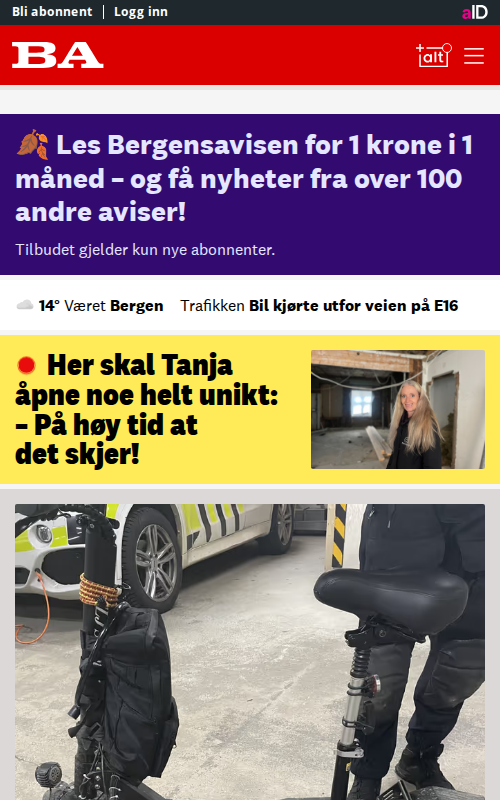 Bli abonnent | Logg inn
aID
BA
+alt
🍂 Les Bergensavisen for 1 krone i 1
måned – og få nyheter fra over 100
andre aviser!
Tilbudet gjelder kun nye abonnenter.
14° Været Bergen Trafikken Bil kjørte utfor veien på E16
Her skal Tanja
åpne noe helt unikt:
– På høy tid at
det skjer!